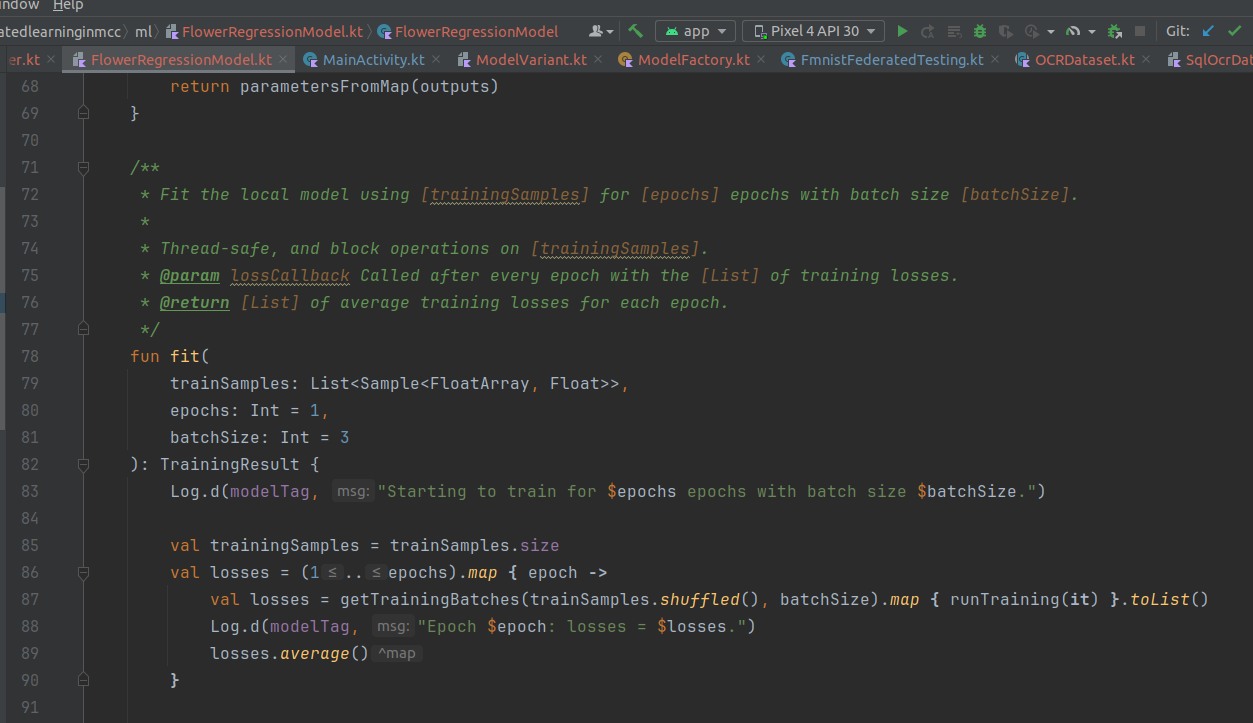 indow Help
atedlearninginmcc ml FlowerRegressionModel.kt FlowerRegressionModel app Pixel 4 API 30 Git:
er.kt FlowerRegressionModel.kt MainActivity.kt ModelVariant.kt ModelFactory.kt FmnistFederatedTesting.kt OCRDataset.kt SqlOcrDat
68 return parametersFromMap(outputs)
69 }
70
71 /**
72 * Fit the local model using [trainingSamples] for [epochs] epochs with batch size [batchSize].
73 *
74 * Thread-safe, and block operations on [trainingSamples].
75 * @param lossCallback Called after every epoch with the [List] of training losses.
76 * @return [List] of average training losses for each epoch.
77 */
78 fun fit(
79 trainSamples: List<Sample<FloatArray, Float>>,
80 epochs: Int = 1,
81 batchSize: Int = 3
82 ): TrainingResult {
83 Log.d(modelTag, msg: "Starting to train for $epochs epochs with batch size $batchSize.")
84
85 val trainingSamples = trainSamples.size
86 val losses = (1 ≤ .. ≤ epochs).map { epoch ->
87 val losses = getTrainingBatches(trainSamples.shuffled(), batchSize).map { runTraining(it) }.toList()
88 Log.d(modelTag, msg: "Epoch $epoch: losses = $losses.")
89 losses.average() ^map
90 }
91